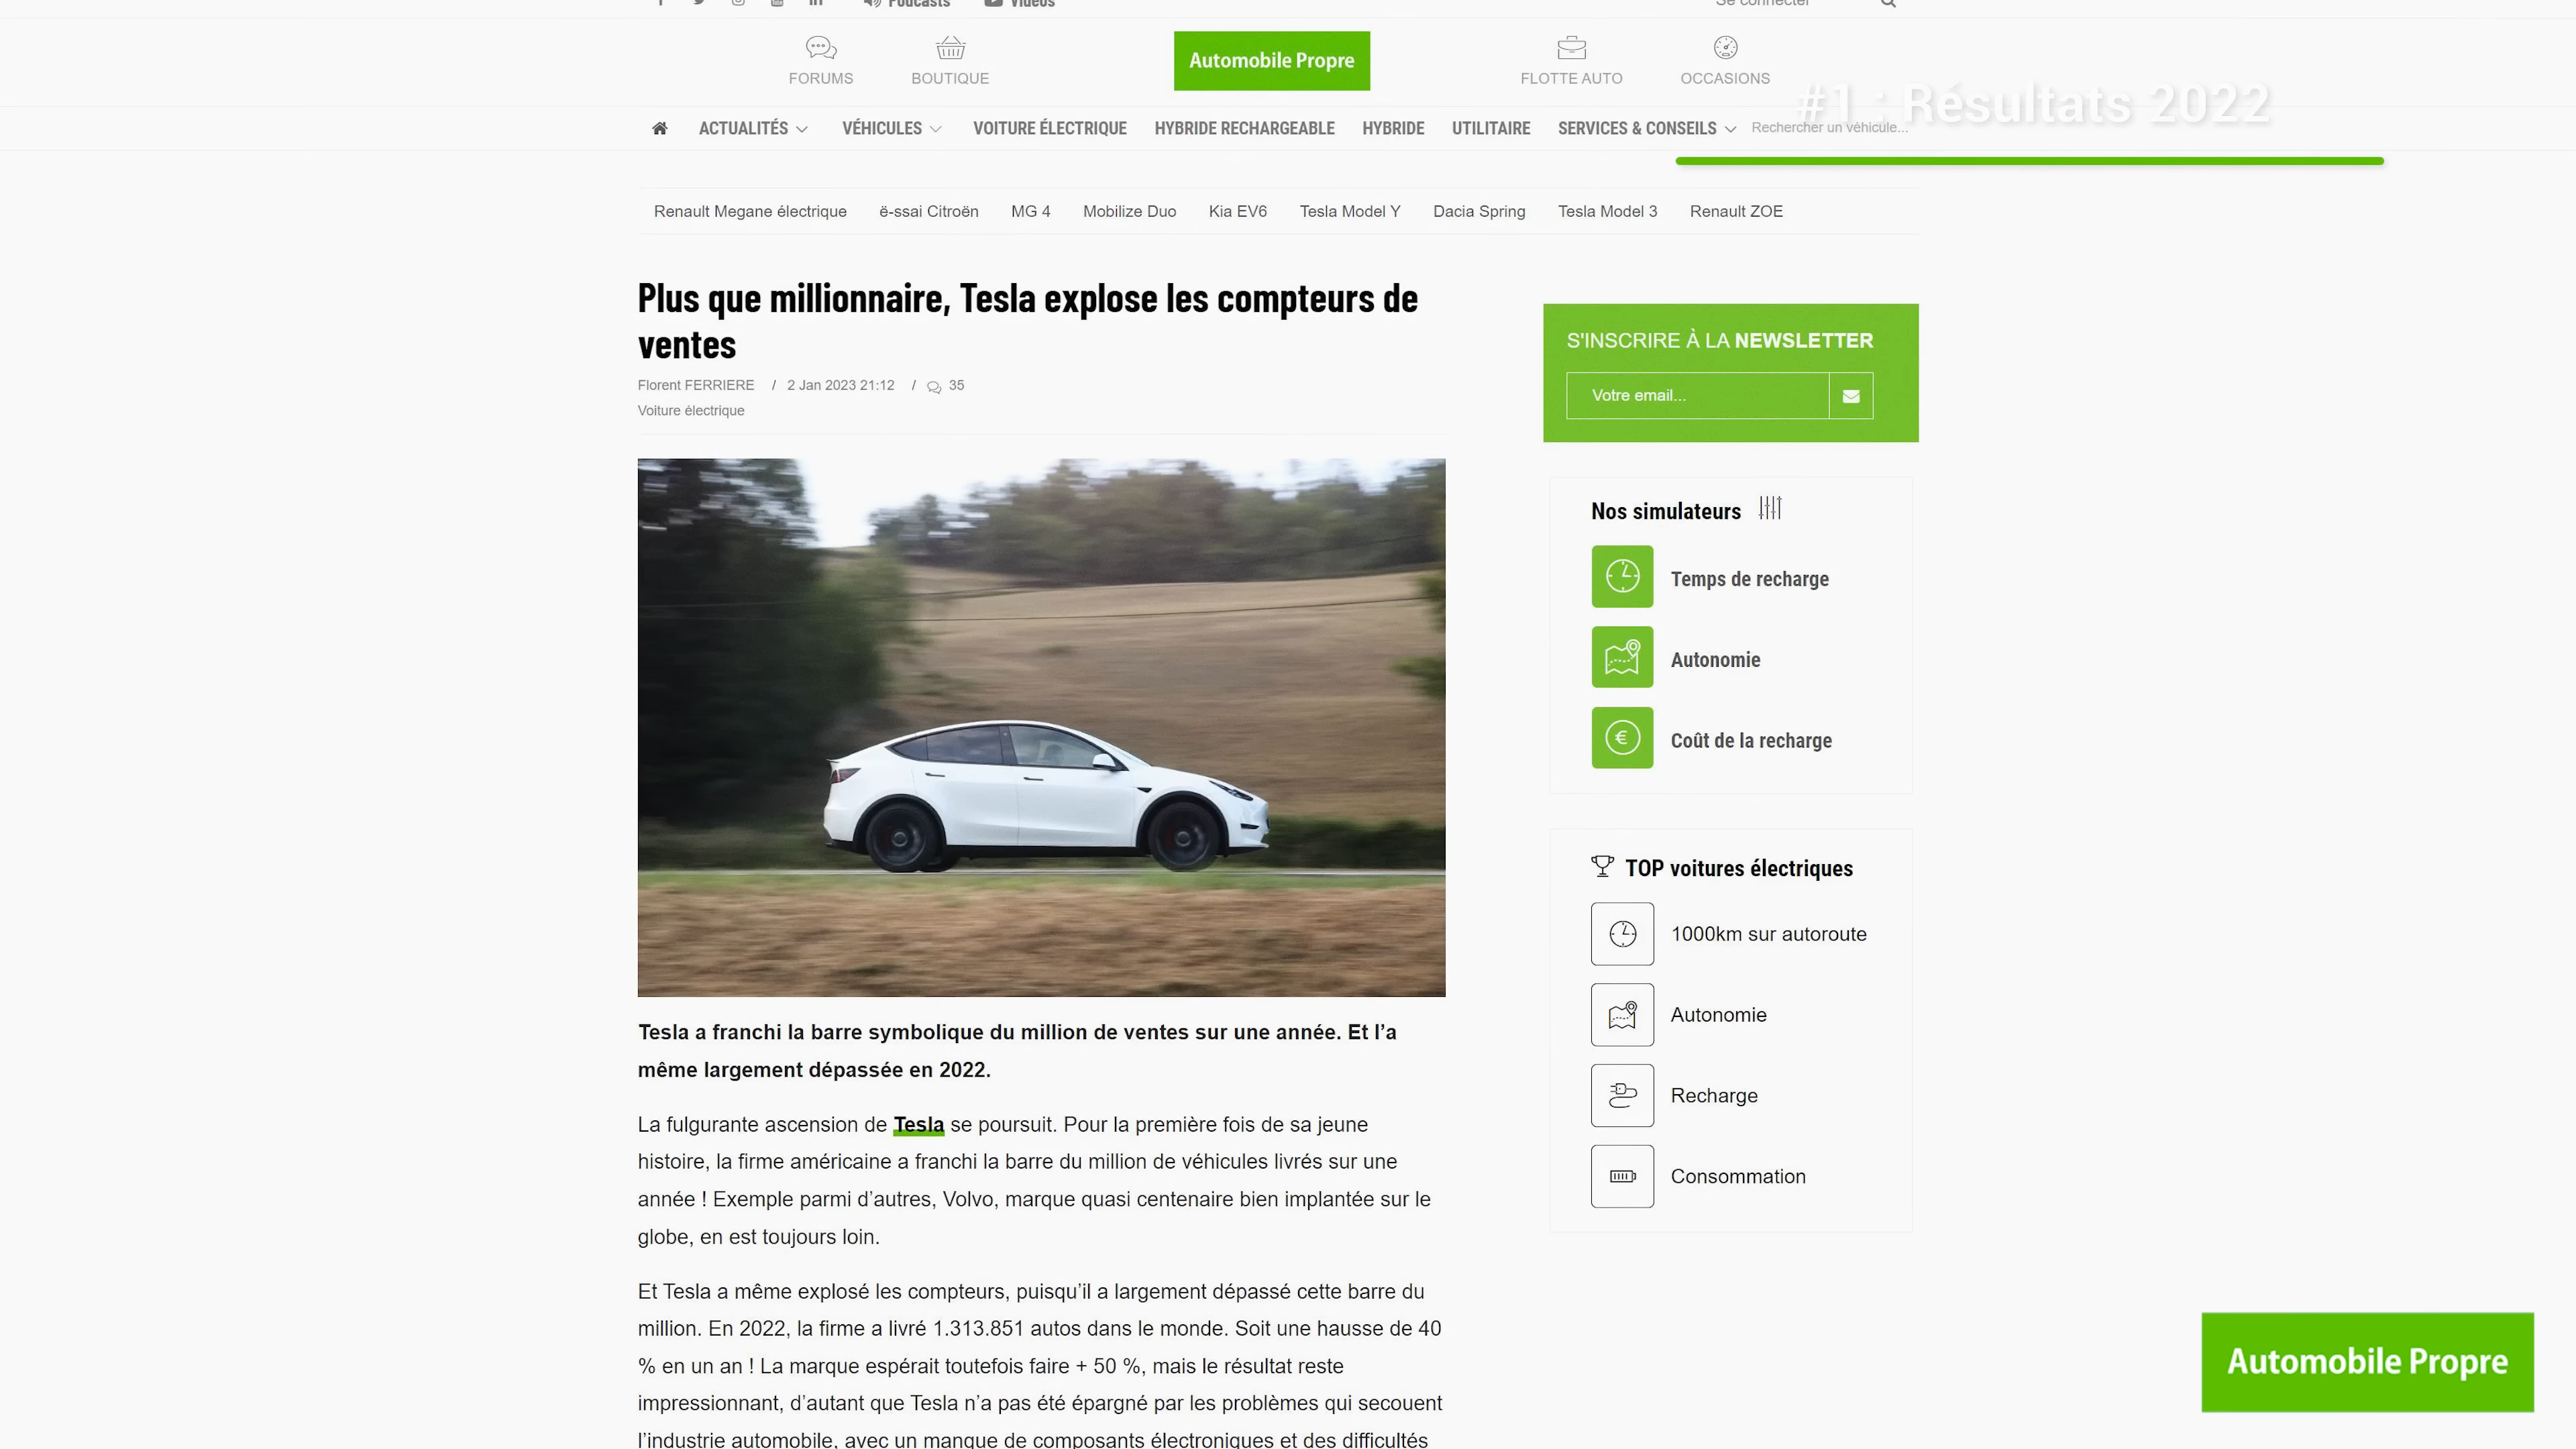 Podcasts
Vidéos
Se connecter
FORUMS
BOUTIQUE
Automobile Propre
FLOTTE AUTO
OCCASIONS
#1 : Résultats 2022
ACTUALITÉS
VÉHICULES
VOITURE ÉLECTRIQUE
HYBRIDE RECHARGEABLE
HYBRIDE
UTILITAIRE
SERVICES & CONSEILS
Rechercher un véhicule...
Renault Megane électrique
ë-ssai Citroën
MG 4
Mobilize Duo
Kia EV6
Tesla Model Y
Dacia Spring
Tesla Model 3
Renault ZOE
Plus que millionnaire, Tesla explose les compteurs de
ventes
Florent FERRIERE / 2 Jan 2023 21:12 / 35
Voiture électrique
Tesla a franchi la barre symbolique du million de ventes sur une année. Et l’a
même largement dépassée en 2022.
La fulgurante ascension de Tesla se poursuit. Pour la première fois de sa jeune
histoire, la firme américaine a franchi la barre du million de véhicules livrés sur une
année ! Exemple parmi d’autres, Volvo, marque quasi centenaire bien implantée sur le
globe, en est toujours loin.
Et Tesla a même explosé les compteurs, puisqu’il a largement dépassé cette barre du
million. En 2022, la firme a livré 1.313.851 autos dans le monde. Soit une hausse de 40
% en un an ! La marque espérait toutefois faire + 50 %, mais le résultat reste
impressionnant, d’autant que Tesla n’a pas été épargné par les problèmes qui secouent
l’industrie automobile, avec un manque de composants électroniques et des difficultés
S'INSCRIRE À LA NEWSLETTER
Votre email...
Nos simulateurs
Temps de recharge
Autonomie
Coût de la recharge
TOP voitures électriques
1000km sur autoroute
Autonomie
Recharge
Consommation
Automobile Propre